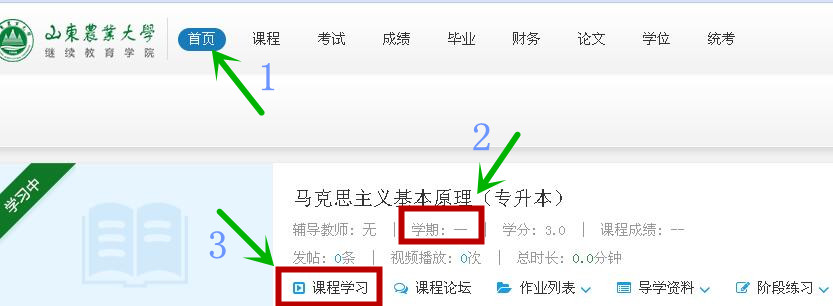 山東農業大學
继续教育学院
首页 课程 考试 成绩 毕业 财务 论文 学位 统考
1
2
学习中
马克思主义基本原理（专升本）
辅导教师: 无 | 学期: 一 | 学分: 3.0 | 课程成绩: --
3
发帖: 0条 | 视频播放: 0次 | 总时长: 0.0分钟
课程学习 课程论坛 作业列表 导学资料 阶段练习